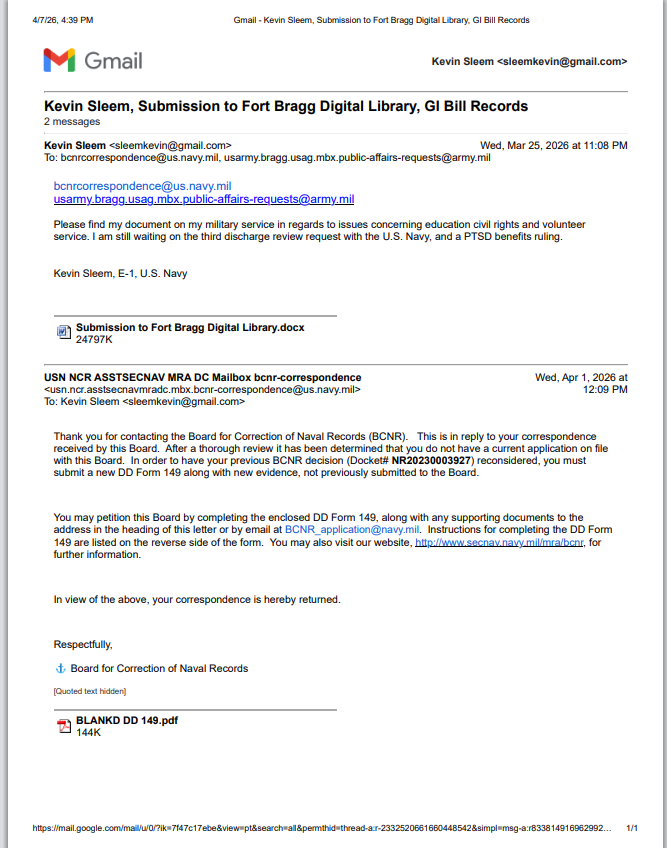 4/7/26, 4:39 PM
Gmail - Kevin Sleem, Submission to Fort Bragg Digital Library, GI Bill Records
Gmail
Kevin Sleem <sleemkevin@gmail.com>
Kevin Sleem, Submission to Fort Bragg Digital Library, GI Bill Records
2 messages
Kevin Sleem <sleemkevin@gmail.com>
Wed, Mar 25, 2026 at 11:08 PM
To: bcnrcorrespondence@us.navy.mil, usarmy.bragg.usag.mbx.public-affairs-requests@army.mil
bcnrcorrespondence@us.navy.mil
usarmy.bragg.usag.mbx.public-affairs-requests@army.mil
Please find my document on my military service in regards to issues concerning education civil rights and volunteer
service. I am still waiting on the third discharge review request with the U.S. Navy, and a PTSD benefits ruling.
Kevin Sleem, E-1, U.S. Navy
Submission to Fort Bragg Digital Library.docx
24797K
USN NCR ASSTSECNAV MRA DC Mailbox bcnr-correspondence
<usn.ncr.asstsecnavmradc.mbx.bcnr-correspondence@us.navy.mil>
To: Kevin Sleem <sleemkevin@gmail.com>
Wed, Apr 1, 2026 at
12:09 PM
Thank you for contacting the Board for Correction of Naval Records (BCNR).   This is in reply to your correspondence
received by this Board.  After a thorough review it has been determined that you do not have a current application on file
with this Board.  In order to have your previous BCNR decision (Docket# NR20230003927) reconsidered, you must
submit a new DD Form 149 along with new evidence, not previously submitted to the Board.
You may petition this Board by completing the enclosed DD Form 149, along with any supporting documents to the
address in the heading of this letter or by email at BCNR_application@navy.mil.  Instructions for completing the DD Form
149 are listed on the reverse side of the form.  You may also visit our website, http://www.secnav.navy.mil/mra/bcnr, for
further information.
In view of the above, your correspondence is hereby returned.
Respectfully,
Board for Correction of Naval Records
[Quoted text hidden]
BLANKD DD 149.pdf
144K
https://mail.google.com/mail/u/0/?ik=7f47c17ebe&view=pt&search=all&permthid=thread-a:r-2332520661660448542&simpl=msg-a:r833814916962992…
1/1